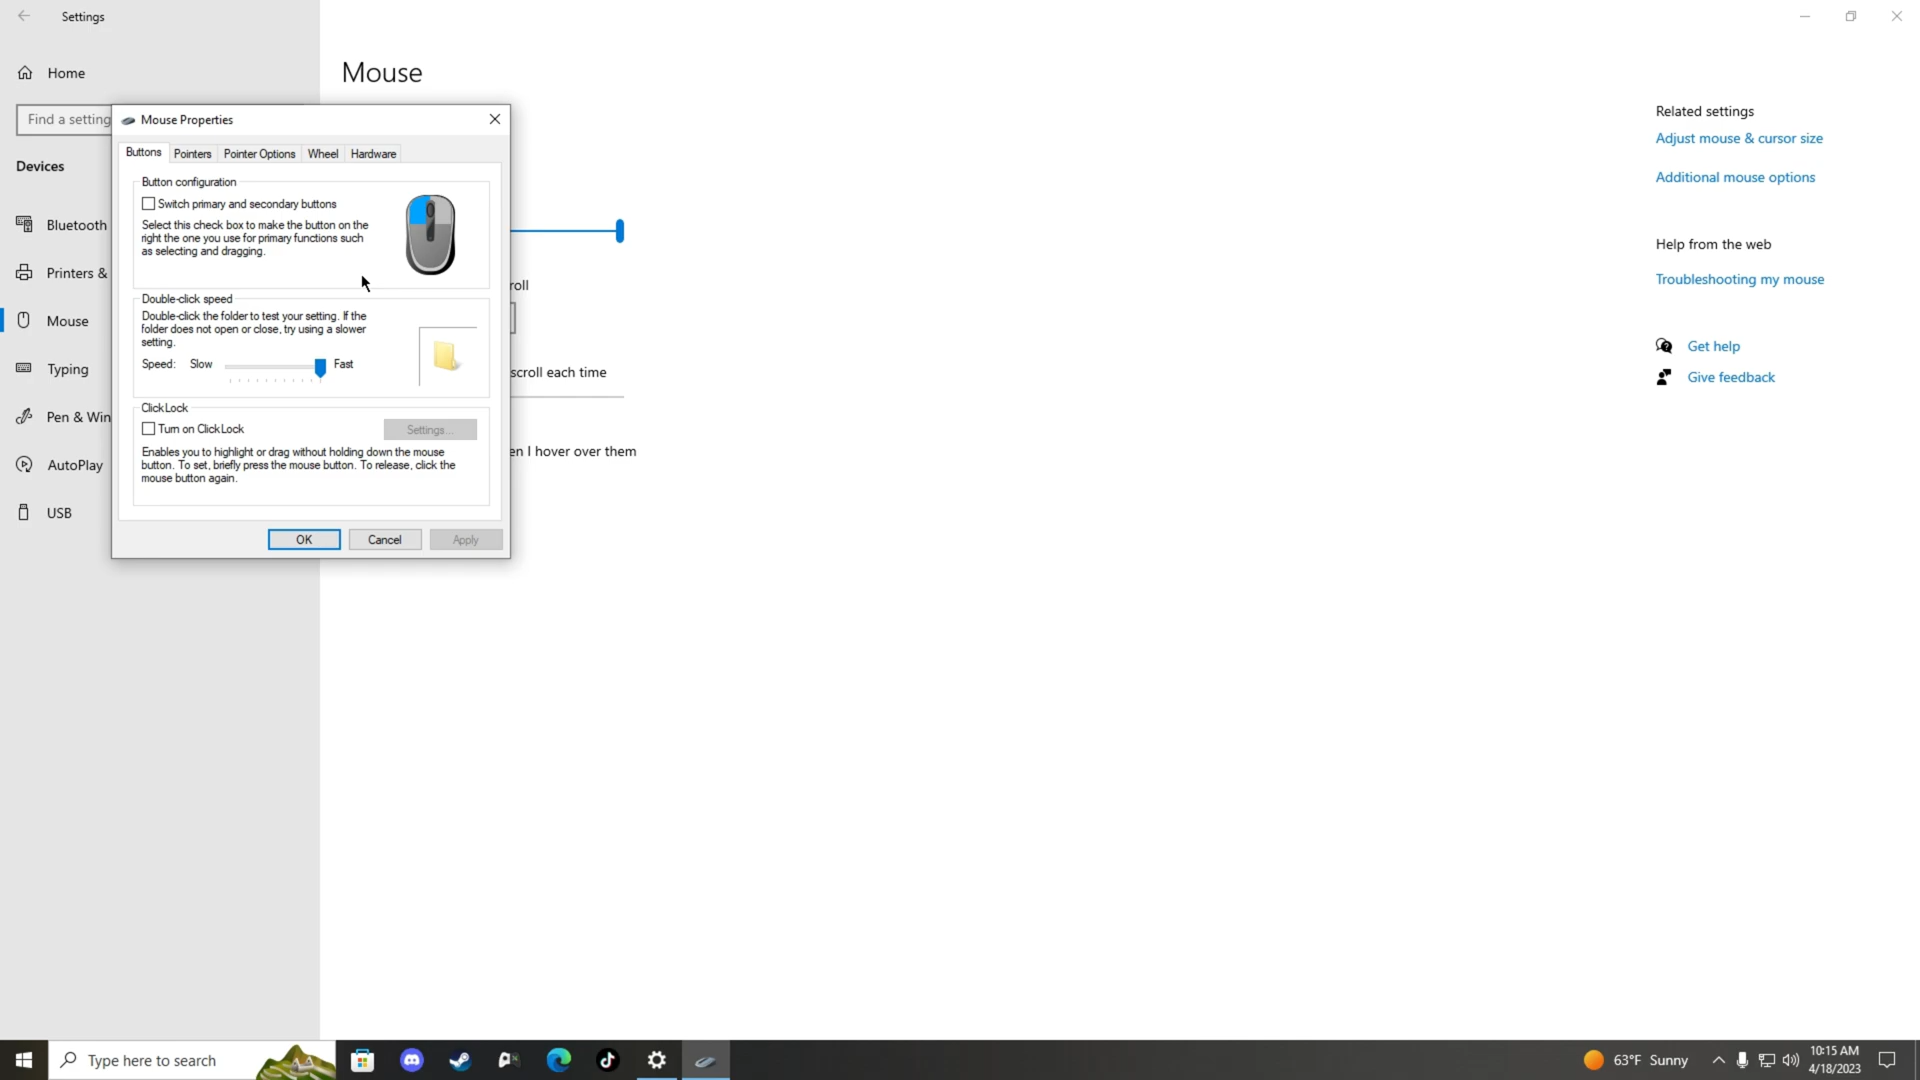 Settings
Home
Find a setting
Devices
Bluetooth
Printers &
Mouse
Typing
Pen & Win
AutoPlay
USB
Mouse
Mouse Properties
Buttons Pointers Pointer Options Wheel Hardware
Button configuration
Switch primary and secondary buttons
Select this check box to make the button on the
right the one you use for primary functions such
as selecting and dragging.
Double-click speed
Double-click the folder to test your setting. If the
folder does not open or close, try using a slower
setting.
Speed: Slow Fast
ClickLock
Turn on ClickLock
Settings...
Enables you to highlight or drag without holding down the mouse
button. To set, briefly press the mouse button. To release, click the
mouse button again.
OK Cancel Apply
roll
scroll each time
en I hover over them
Related settings
Adjust mouse & cursor size
Additional mouse options
Help from the web
Troubleshooting my mouse
Get help
Give feedback
Type here to search
63°F Sunny
10:15 AM
4/18/2023